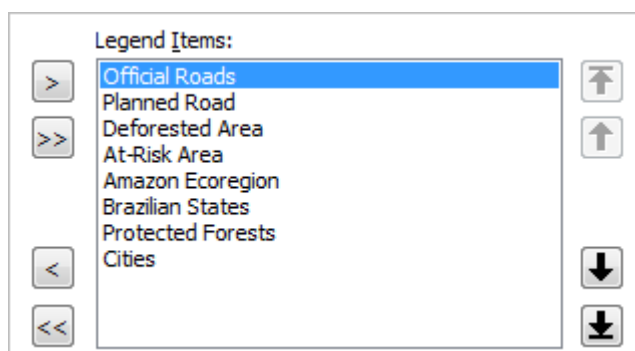 Legend Items:
>
Official Roads
Planned Road
>>
Deforested Area
At-Risk Area
Amazon Ecoregion
Brazilian States
Protected Forests
<
Cities
<<